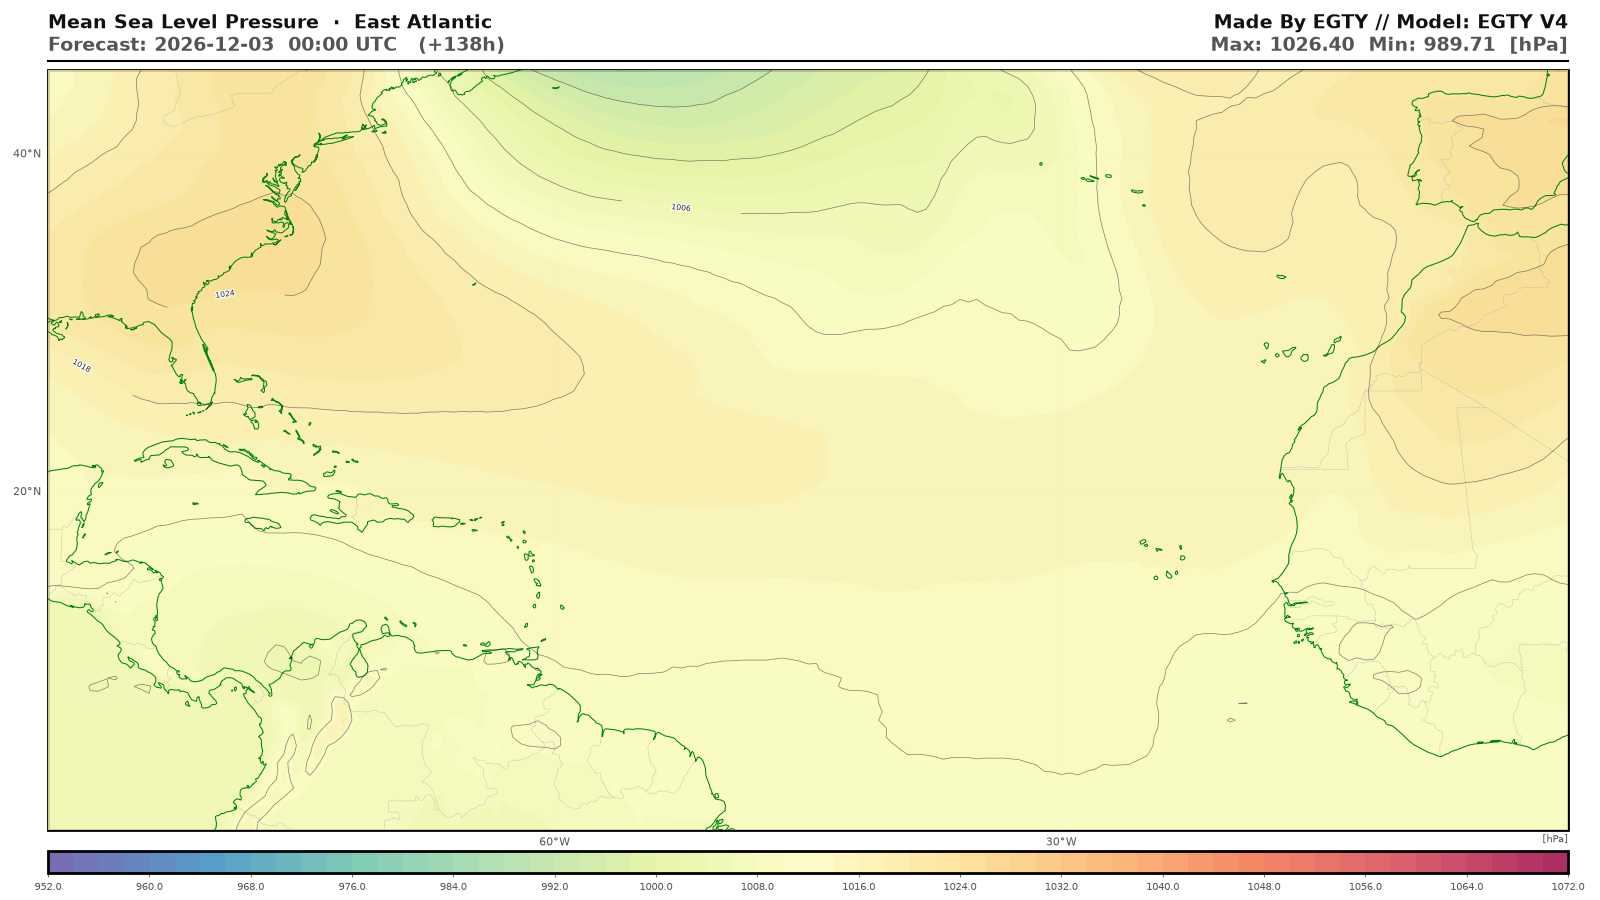 Mean Sea Level Pressure · East Atlantic
Forecast: 2026-12-03 00:00 UTC (+138h)
Made By EGTY // Model: EGTY V4
Max: 1026.40 Min: 989.71 [hPa]
40°N
20°N
1006
1024
1018
60°W
30°W
[hPa]
952.0 960.0 968.0 976.0 984.0 992.0 1000.0 1008.0 1016.0 1024.0 1032.0 1040.0 1048.0 1056.0 1064.0 1072.0